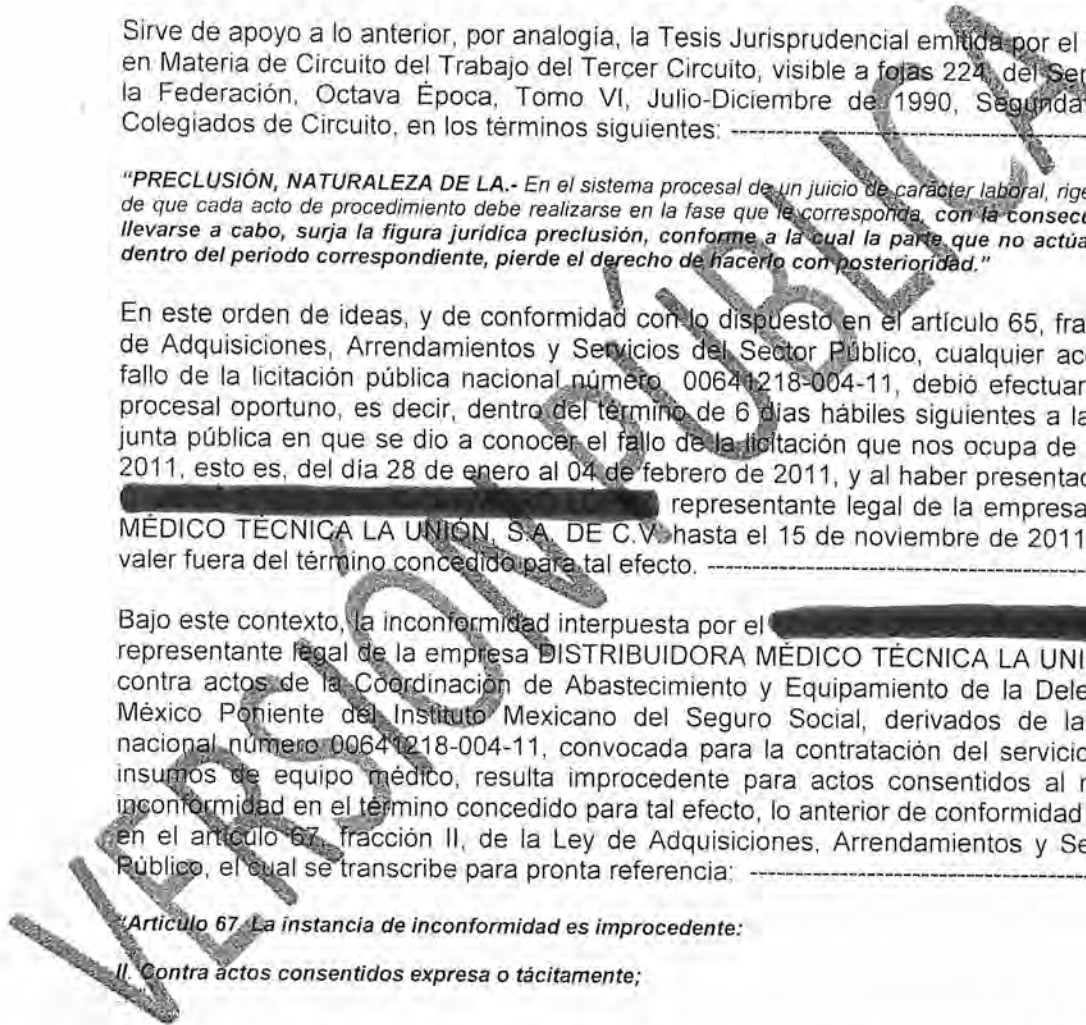 Sirve de apoyo a lo anterior, por analogía, la Tesis Jurisprudencial emitida por el
en Materia de Circuito del Trabajo del Tercer Circuito, visible a fojas 224, del Sem
la Federación, Octava Época, Tomo VI, Julio-Diciembre de 1990, Segunda
Colegiados de Circuito, en los términos siguientes: ----------
"PRECLUSIÓN, NATURALEZA DE LA.- En el sistema procesal de un juicio de carácter laboral, rige
de que cada acto de procedimiento debe realizarse en la fase que le corresponda, con la consec
llevarse a cabo, surja la figura jurídica preclusión, conforme a la cual la parte que no actúa
dentro del periodo correspondiente, pierde el derecho de hacerlo con posterioridad."
En este orden de ideas, y de conformidad con lo dispuesto en el artículo 65, fra
de Adquisiciones, Arrendamientos y Servicios del Sector Público, cualquier ac
fallo de la licitación pública nacional número 00641218-004-11, debió efectuar
procesal oportuno, es decir, dentro del término de 6 días hábiles siguientes a la
junta pública en que se dio a conocer el fallo de la licitación que nos ocupa de
2011, esto es, del día 28 de enero al 04 de febrero de 2011, y al haber presentad
representante legal de la empresa
MÉDICO TÉCNICA LA UNIÓN, S.A. DE C.V. hasta el 15 de noviembre de 2011
valer fuera del término concedido para tal efecto. ----------
Bajo este contexto, la inconformidad interpuesta por el
representante legal de la empresa DISTRIBUIDORA MÉDICO TÉCNICA LA UNI
contra actos de la Coordinación de Abastecimiento y Equipamiento de la Dele
México Poniente del Instituto Mexicano del Seguro Social, derivados de la
nacional número 00641218-004-11, convocada para la contratación del servicio
insumos de equipo médico, resulta improcedente para actos consentidos al n
inconformidad en el término concedido para tal efecto, lo anterior de conformidad
en el artículo 67, fracción II, de la Ley de Adquisiciones, Arrendamientos y Se
Público, el cual se transcribe para pronta referencia: ----------
"Artículo 67. La instancia de inconformidad es improcedente:
II. Contra actos consentidos expresa o tácitamente;
VERSIÓN PÚBLICA